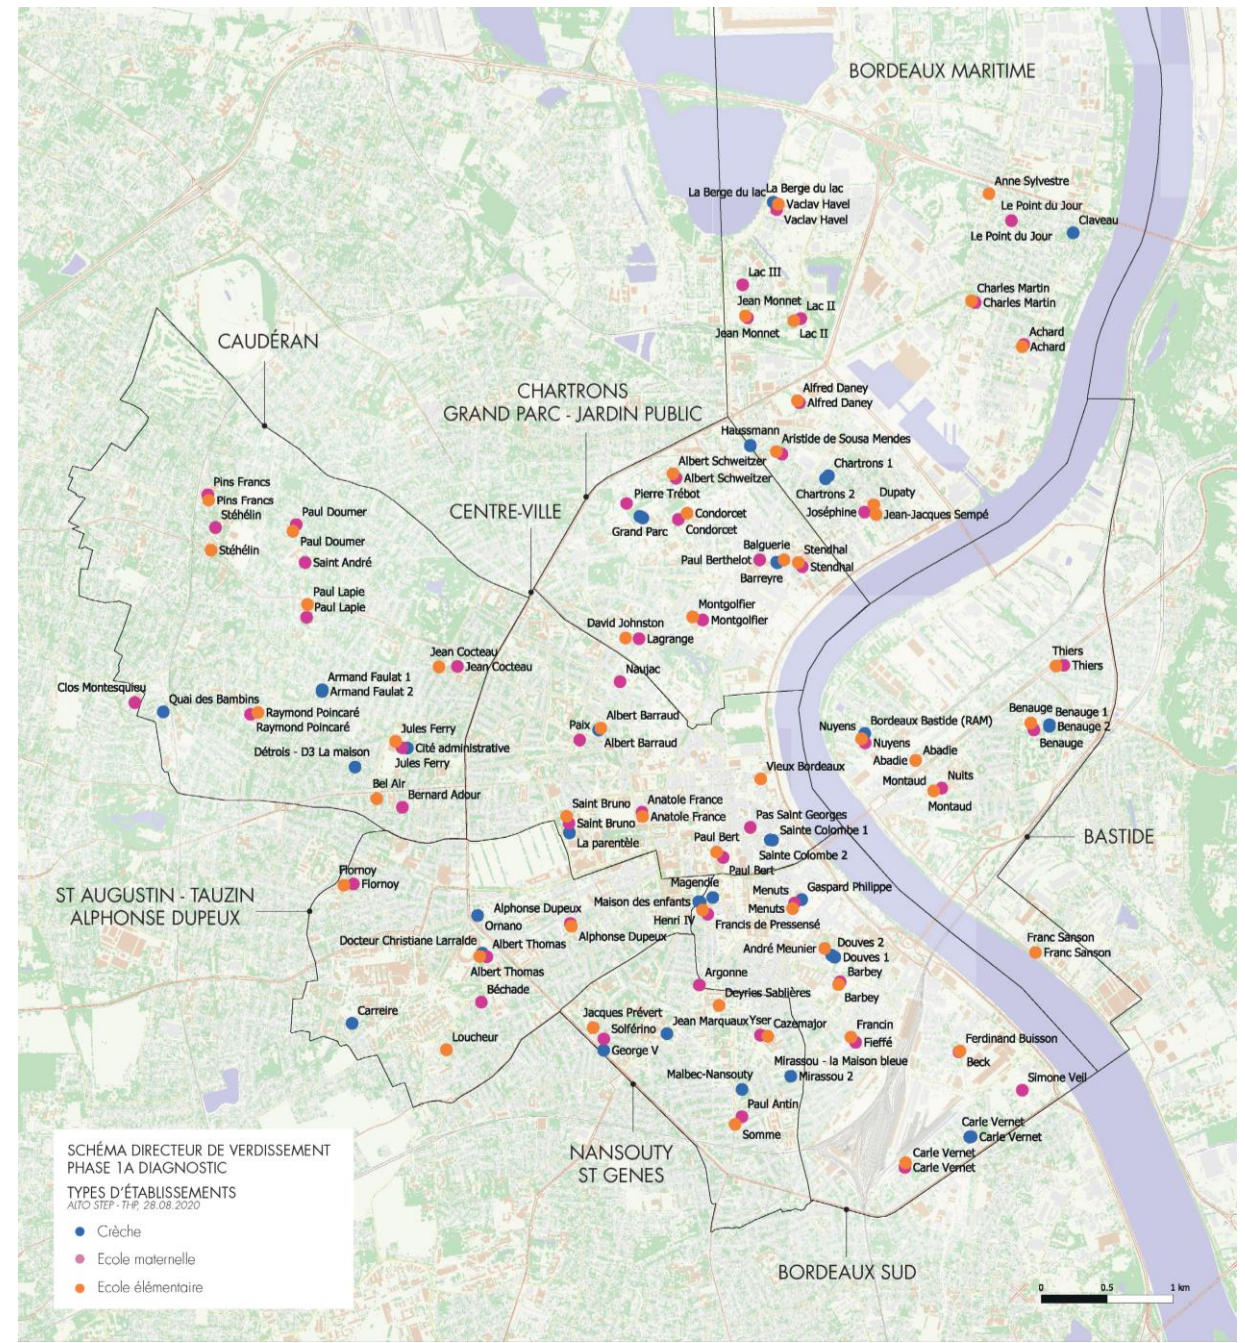 BORDEAUX MARITIME
La Berge du lac
La Berge du lac
Vaclav Havel
Vaclav Havel
Anne Sylvestre
Le Point du Jour
Claveau
Le Point du Jour
Lac III
Jean Monnet
Lac II
Jean Monnet
Lac II
Charles Martin
Charles Martin
Achard
Achard
CAUDÉRAN
CHARTRONS
GRAND PARC - JARDIN PUBLIC
Alfred Daney
Alfred Daney
Haussmann
Aristide de Sousa Mendes
Albert Schweitzer
Albert Schweitzer
Chartrons 1
Chartrons 2
Pins Francs
Pins Francs
Stéhélin
Stéhélin
Paul Doumer
Paul Doumer
Saint André
CENTRE-VILLE
Pierre Trébot
Grand Parc
Condorcet
Condorcet
Dupaty
Joséphine
Jean-Jacques Sempé
Balguerie
Stendhal
Paul Berthelot
Stendhal
Barreyre
Paul Lapie
Paul Lapie
Montgolfier
Montgolfier
David Johnston
Lagrange
Jean Cocteau
Jean Cocteau
Naujac
Thiers
Thiers
Armand Faulat 1
Armand Faulat 2
Clos Montesquieu
Quai des Bambins
Raymond Poincaré
Raymond Poincaré
Jules Ferry
Cité administrative
Jules Ferry
Détrois - D3 La maison
Paix
Albert Barraud
Albert Barraud
Nuyens
Bordeaux Bastide (RAM)
Nuyens
Benauge
Benauge 1
Benauge 2
Benauge
Abadie
Abadie
Bel Air
Bernard Adour
Vieux Bordeaux
Montaud
Nuits
Montaud
Saint Bruno
Saint Bruno
La parentèle
Anatole France
Anatole France
Pas Saint Georges
Sainte Colombe 1
Sainte Colombe 2
Paul Bert
Paul Bert
BASTIDE
Flornoy
Flornoy
ST AUGUSTIN - TAUZIN
ALPHONSE DUPEUX
Magendie
Maison des enfants
Henri IV
Francis de Pressensé
Menuts
Gaspard Philippe
Menuts
Alphonse Dupeux
Ornano
Alphonse Dupeux
Docteur Christiane Larralde
Albert Thomas
Albert Thomas
Béchade
André Meunier
Douves 2
Douves 1
Barbey
Barbey
Franc Sanson
Franc Sanson
Argonne
Deyries Sablières
Carreire
Loucheur
Jacques Prévert
Solférino
George V
Jean Marquaux
Yser
Cazemajor
Francin
Fieffé
Ferdinand Buisson
Beck
Mirassou - la Maison bleue
Mirassou 2
Malbec-Nansouty
Simone Veil
Paul Antin
Somme
Carle Vernet
Carle Vernet
Carle Vernet
Carle Vernet
NANSOUTY
ST GENES
BORDEAUX SUD
SCHÉMA DIRECTEUR DE VERDISSEMENT
PHASE 1A DIAGNOSTIC
TYPES D'ÉTABLISSEMENTS
ALTO STEP - THP, 28.08.2020
Crèche
Ecole maternelle
Ecole élémentaire
0 0.5 1 km